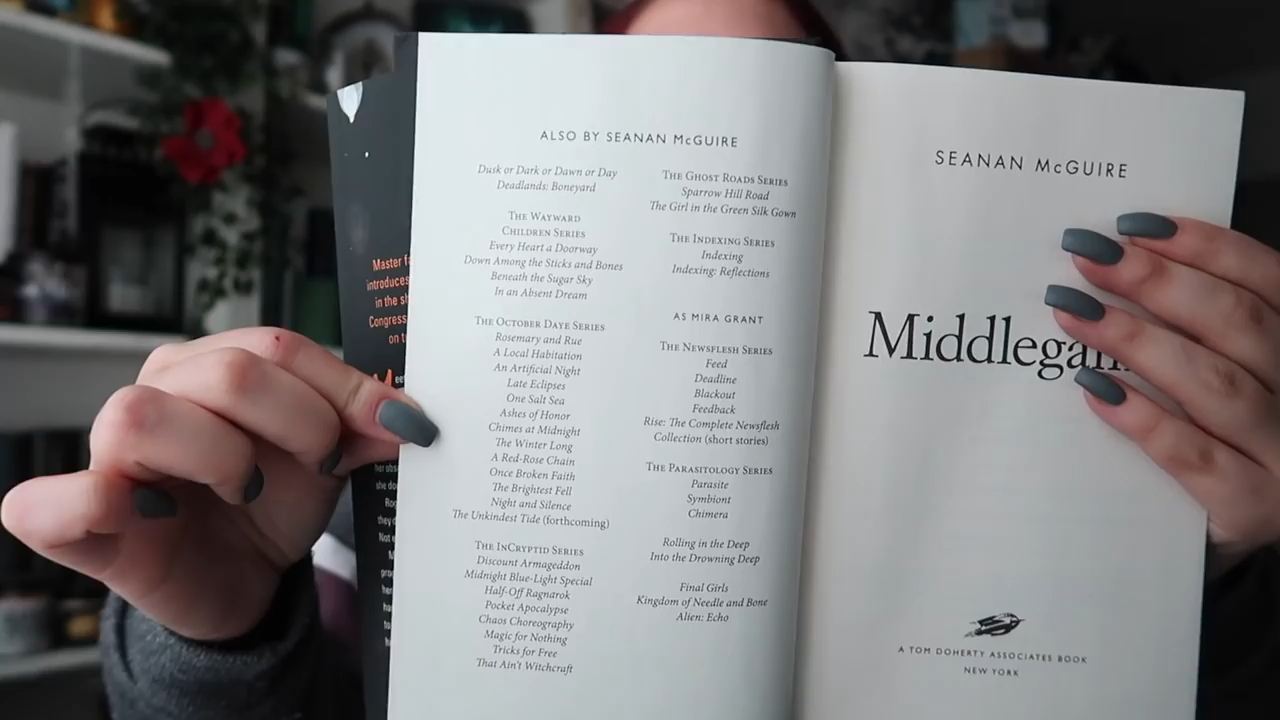 ALSO BY SEANAN McGUIRE
Dusk or Dark or Dawn or Day
Deadlands: Boneyard
THE WAYWARD
CHILDREN SERIES
Every Heart a Doorway
Down Among the Sticks and Bones
Beneath the Sugar Sky
In an Absent Dream
THE OCTOBER DAYE SERIES
Rosemary and Rue
A Local Habitation
An Artificial Night
Late Eclipses
One Salt Sea
Ashes of Honor
Chimes at Midnight
The Winter Long
A Red-Rose Chain
Once Broken Faith
The Brightest Fell
Night and Silence
The Unkindest Tide (forthcoming)
THE INCRYPTID SERIES
Discount Armageddon
Midnight Blue-Light Special
Half-Off Ragnarok
Pocket Apocalypse
Chaos Choreography
Magic for Nothing
Tricks for Free
That Ain't Witchcraft
THE GHOST ROADS SERIES
Sparrow Hill Road
The Girl in the Green Silk Gown
THE INDEXING SERIES
Indexing
Indexing: Reflections
AS MIRA GRANT
THE NEWSFLESH SERIES
Feed
Deadline
Blackout
Feedback
Rise: The Complete Newsflesh
Collection (short stories)
THE PARASITOLOGY SERIES
Parasite
Symbiont
Chimera
Rolling in the Deep
Into the Drowning Deep
Final Girls
Kingdom of Needle and Bone
Alien: Echo
SEANAN McGUIRE
Middlegam
A TOM DOHERTY ASSOCIATES BOOK
NEW YORK
Master
introduces
in the
Congress
on